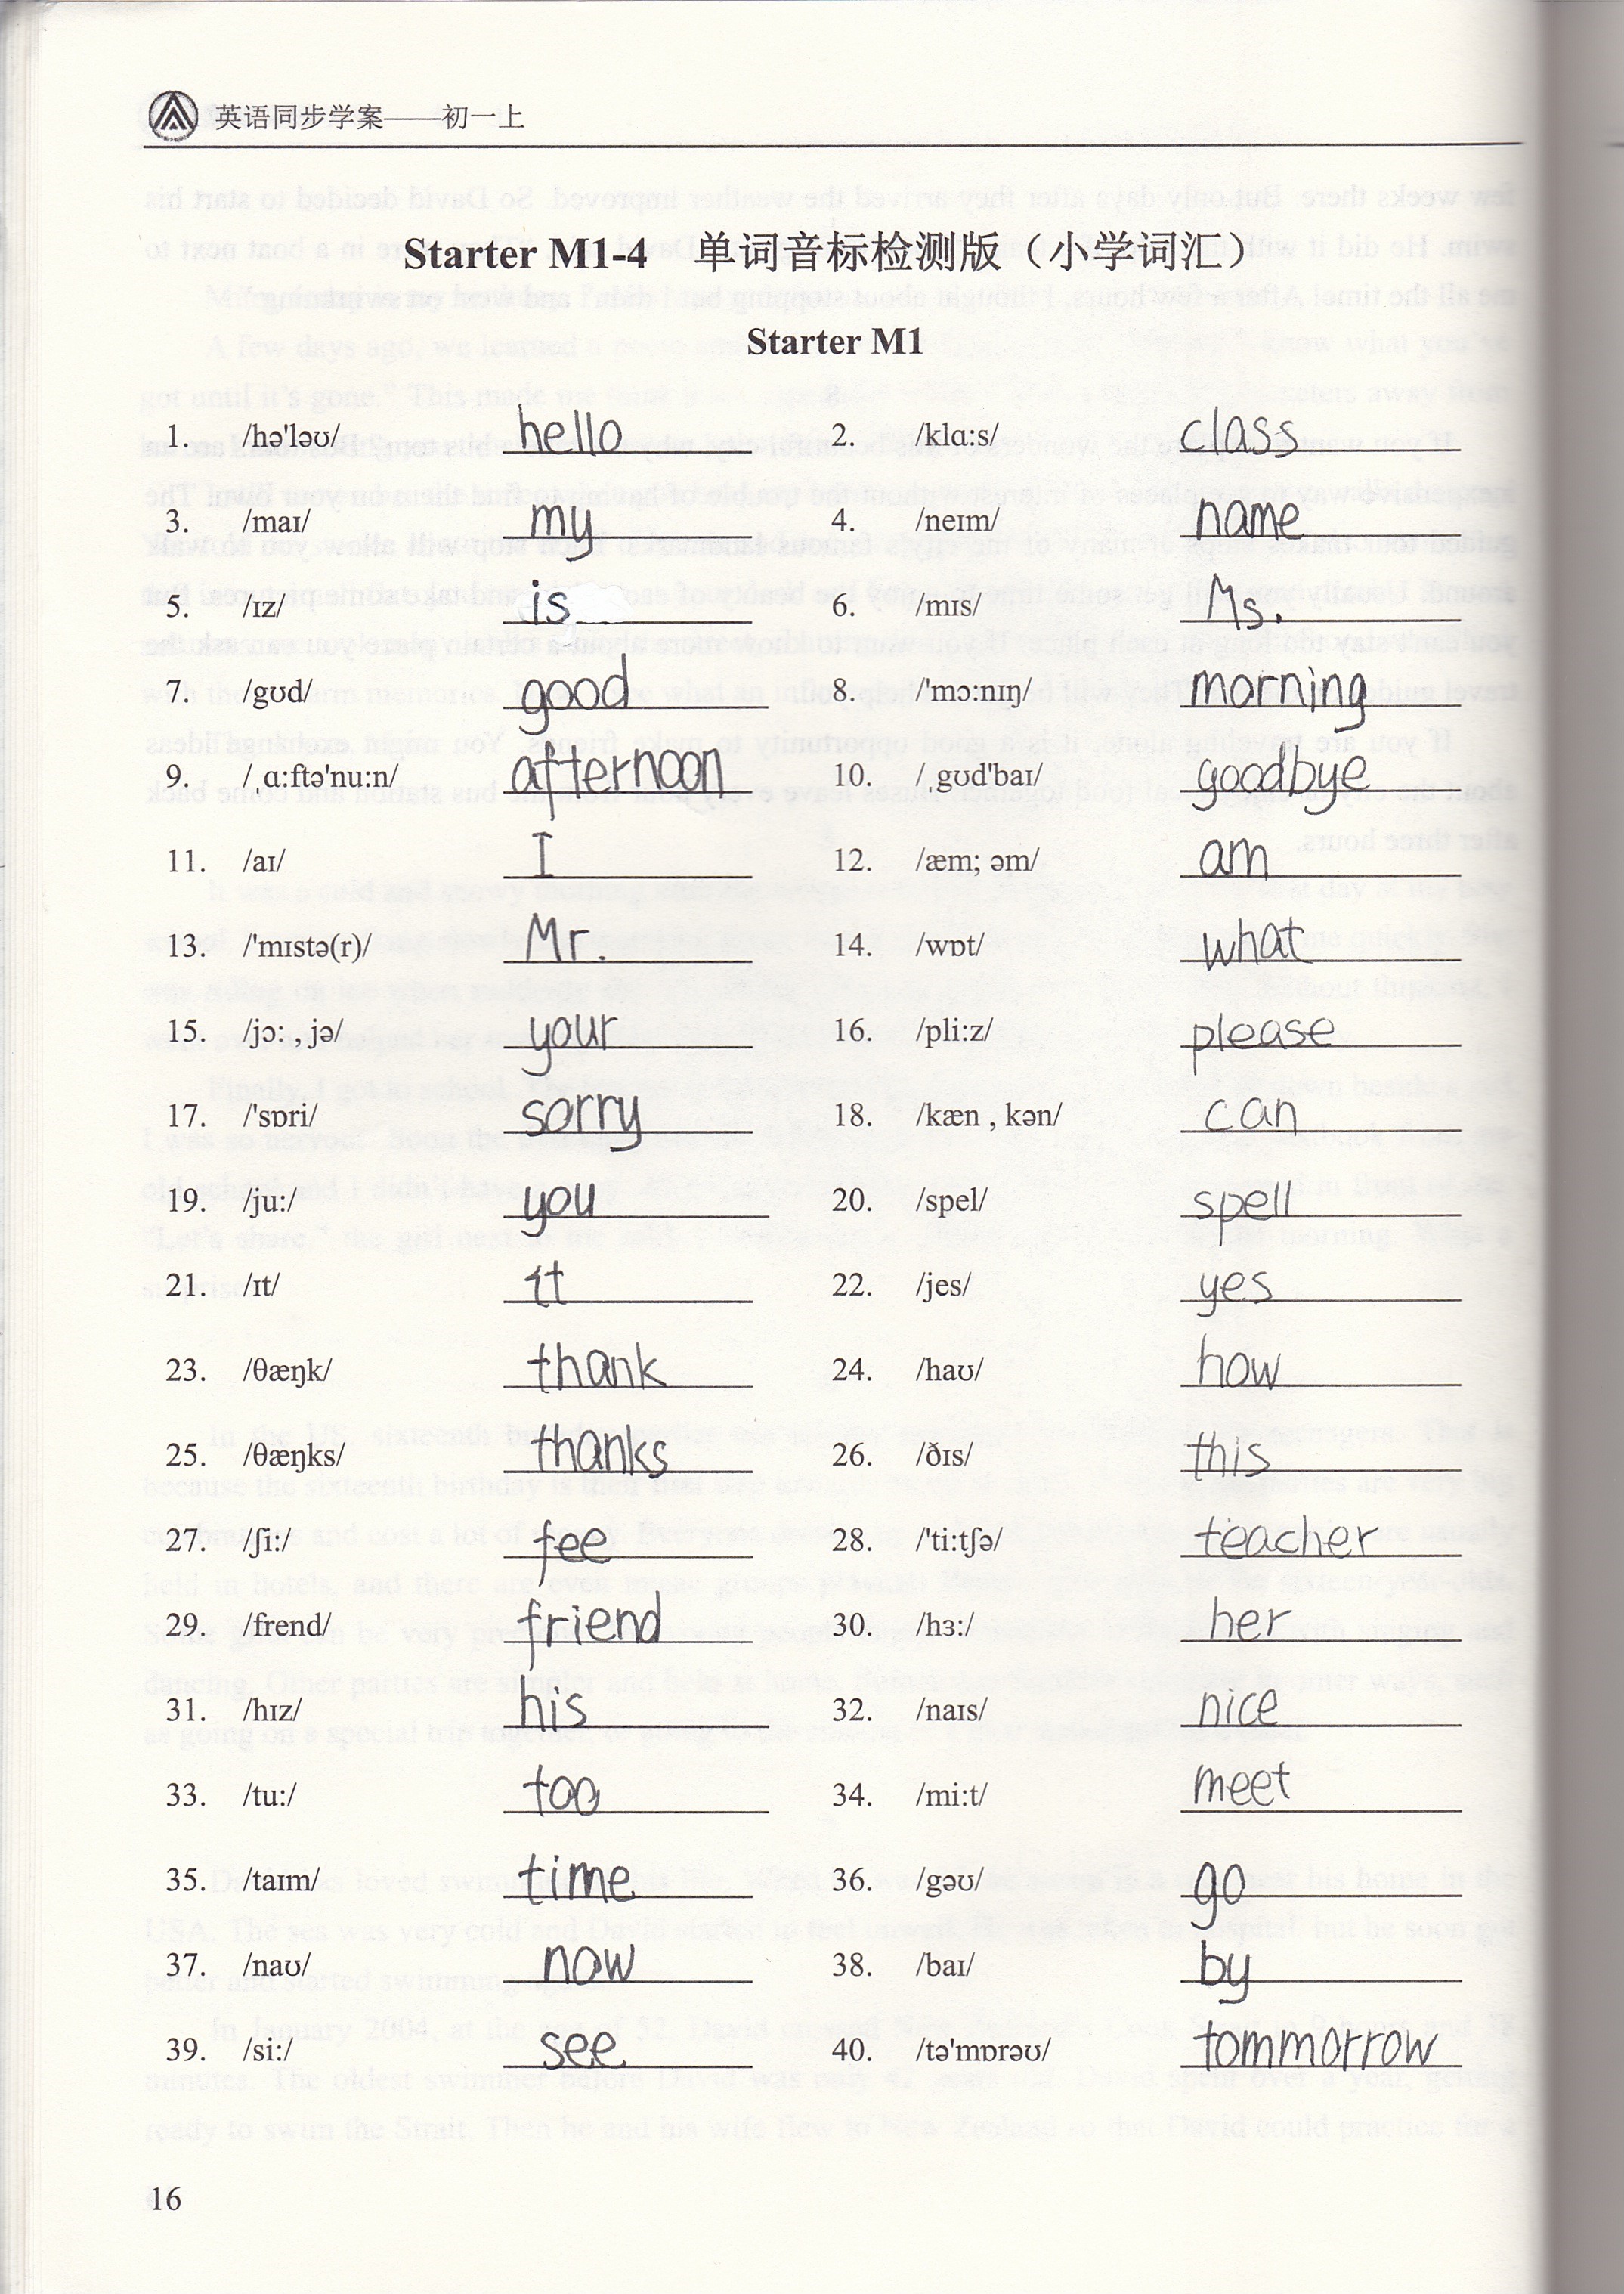 英语同步学案——初一上
Starter M1-4 单词音标检测版（小学词汇）
Starter M1
1. /hə'ləʊ/ hello 2. /klɑ:s/ class
3. /maɪ/ my 4. /neɪm/ name
5. /ɪz/ is 6. /mɪs/ Ms.
7. /gʊd/ good 8. /'mɔ:nɪŋ/ morning
9. /ˌɑ:ftə'nu:n/ afternoon 10. /ˌgʊd'baɪ/ goodbye
11. /aɪ/ I 12. /æm; əm/ am
13. /'mɪstə(r)/ Mr. 14. /wɒt/ what
15. /jɔ: , jə/ your 16. /pli:z/ please
17. /'sɒri/ sorry 18. /kæn , kən/ can
19. /ju:/ you 20. /spel/ spell
21. /ɪt/ it 22. /jes/ yes
23. /θæŋk/ thank 24. /haʊ/ how
25. /θæŋks/ thanks 26. /ðɪs/ this
27. /ʃi:/ fee 28. /'ti:tʃə/ teacher
29. /frend/ friend 30. /hɜ:/ her
31. /hɪz/ his 32. /naɪs/ nice
33. /tu:/ too 34. /mi:t/ meet
35. /taɪm/ time 36. /gəʊ/ go
37. /naʊ/ now 38. /baɪ/ by
39. /si:/ see 40. /tə'mɒrəʊ/ tommorrow
16